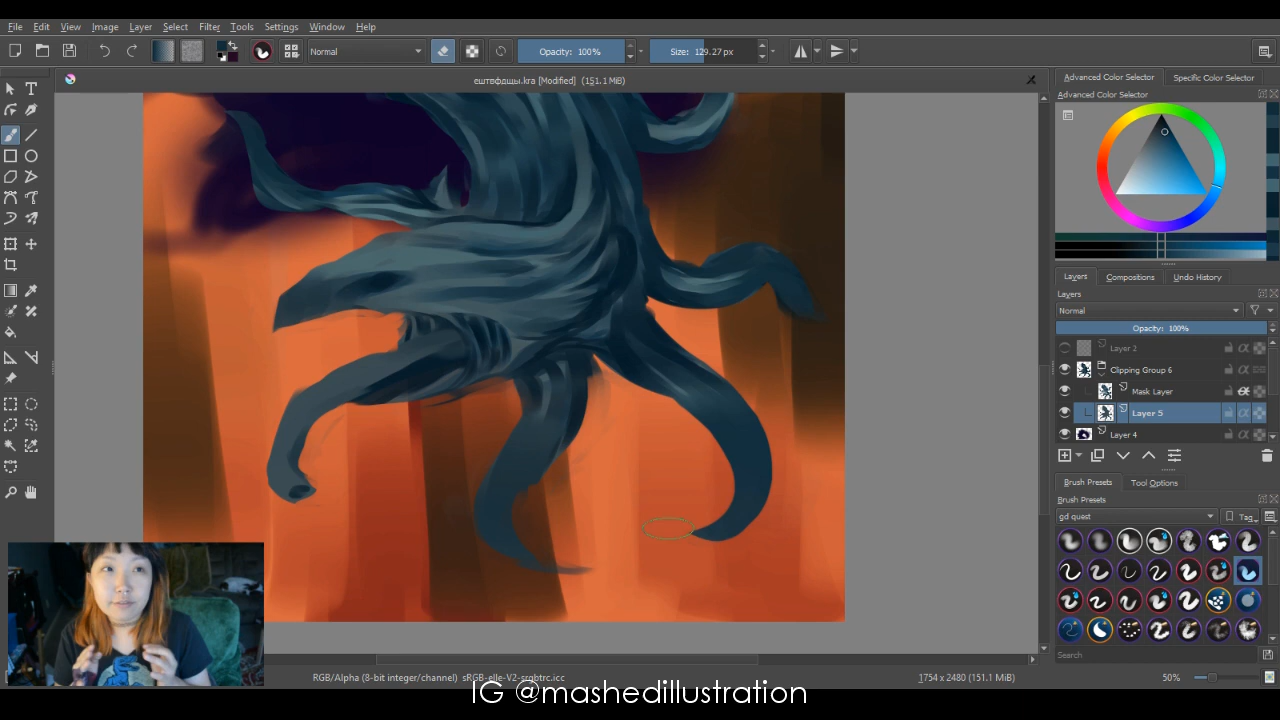 File Edit View Image Layer Select Filter Tools Settings Window Help
Normal Opacity: 100% Size: 129.27 px
ештвфдщы.kra [Modified] (151.1 MiB)
Advanced Color Selector Specific Color Selector
Advanced Color Selector
Layers Compositions Undo History
Layers
Normal
Opacity: 100%
Layer 2
Clipping Group 6
Mask Layer
Layer 5
Layer 4
Brush Presets Tool Options
Brush Presets
gd quest Tag
Search
RGB/Alpha (8-bit integer/channel) sRGB-elle-V2-srgbtrc.icc 1754 x 2480 (151.1 MiB) 50%
IG @mashedillustration